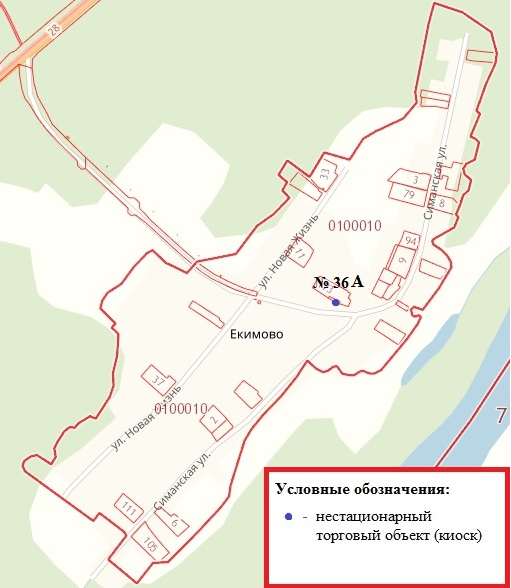 28
33
3
79
8
Симанская ул.
ул. Новая Жизнь
11
0100010
94
9
№ 36А
Екимово
37
0100010
ул. Новая Жизнь
2
Симанская ул.
111
6
105
7
Условные обозначения:
- нестационарный
торговый объект (киоск)